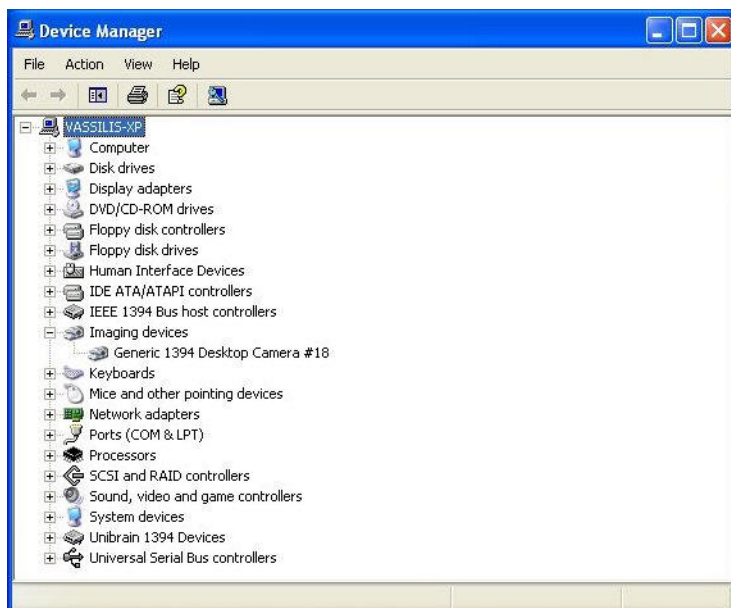 Device Manager
File Action View Help
VASSILIS-XP
Computer
Disk drives
Display adapters
DVD/CD-ROM drives
Floppy disk controllers
Floppy disk drives
Human Interface Devices
IDE ATA/ATAPI controllers
IEEE 1394 Bus host controllers
Imaging devices
Generic 1394 Desktop Camera #18
Keyboards
Mice and other pointing devices
Network adapters
Ports (COM & LPT)
Processors
SCSI and RAID controllers
Sound, video and game controllers
System devices
Unibrain 1394 Devices
Universal Serial Bus controllers